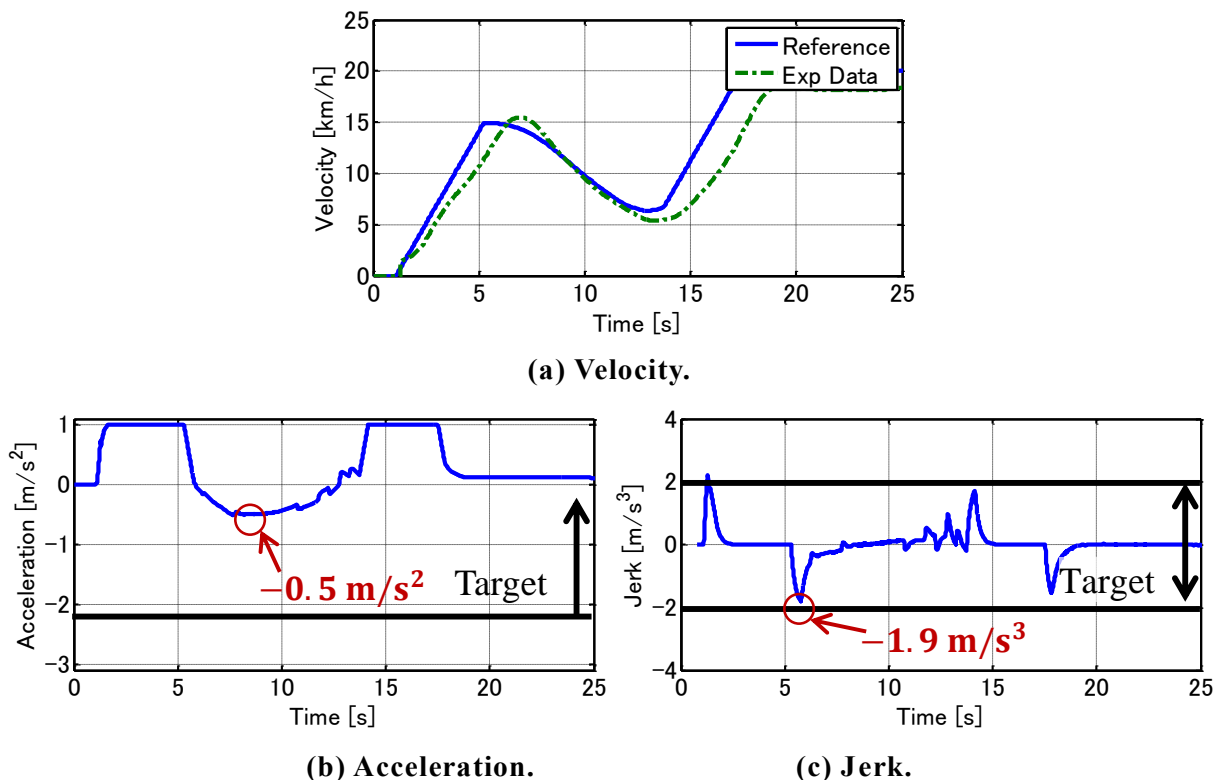 25
20
15
10
5
0
Velocity [km/h]
Reference
Exp Data
0 5 10 15 20 25
Time [s]
(a) Velocity.
1
0
−1
−2
−3
Acceleration [m/s²]
−0.5 m/s²
Target
0 5 10 15 20 25
Time [s]
(b) Acceleration.
4
2
0
−2
−4
Jerk [m/s³]
Target
−1.9 m/s³
0 5 10 15 20 25
Time [s]
(c) Jerk.